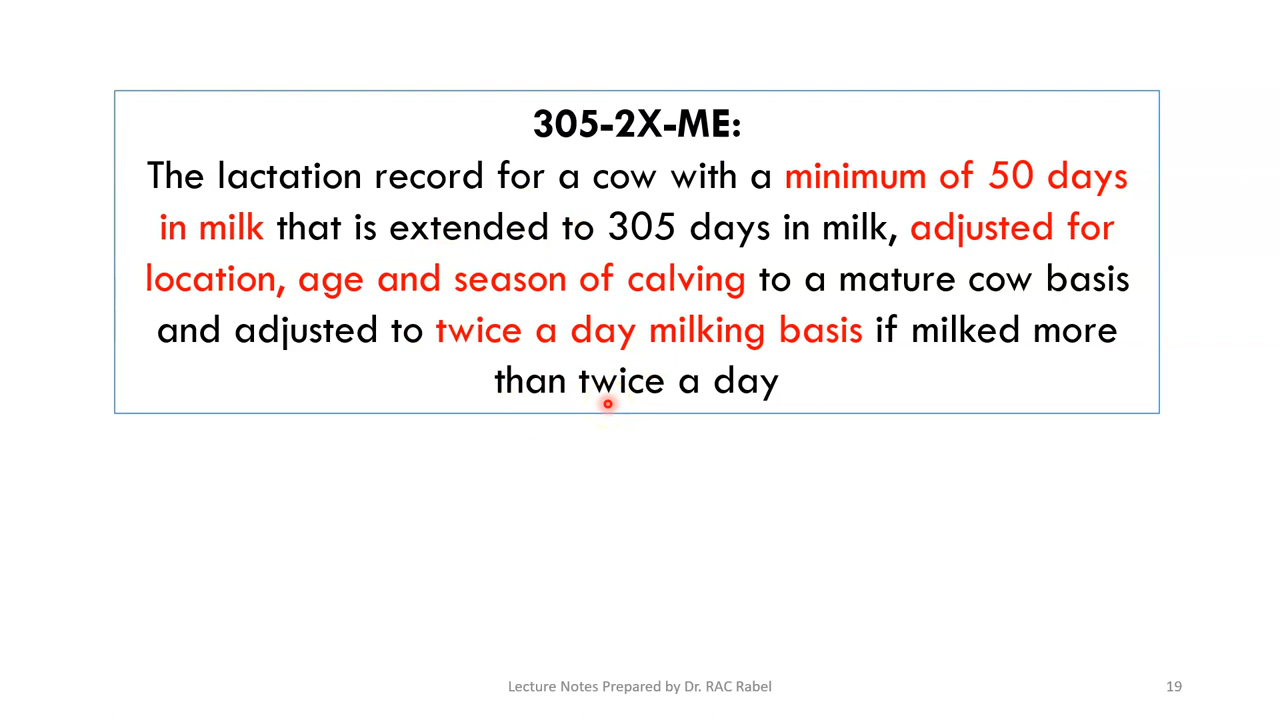 305-2X-ME:
The lactation record for a cow with a minimum of 50 days
in milk that is extended to 305 days in milk, adjusted for
location, age and season of calving to a mature cow basis
and adjusted to twice a day milking basis if milked more
than twice a day
Lecture Notes Prepared by Dr. RAC Rabel
19